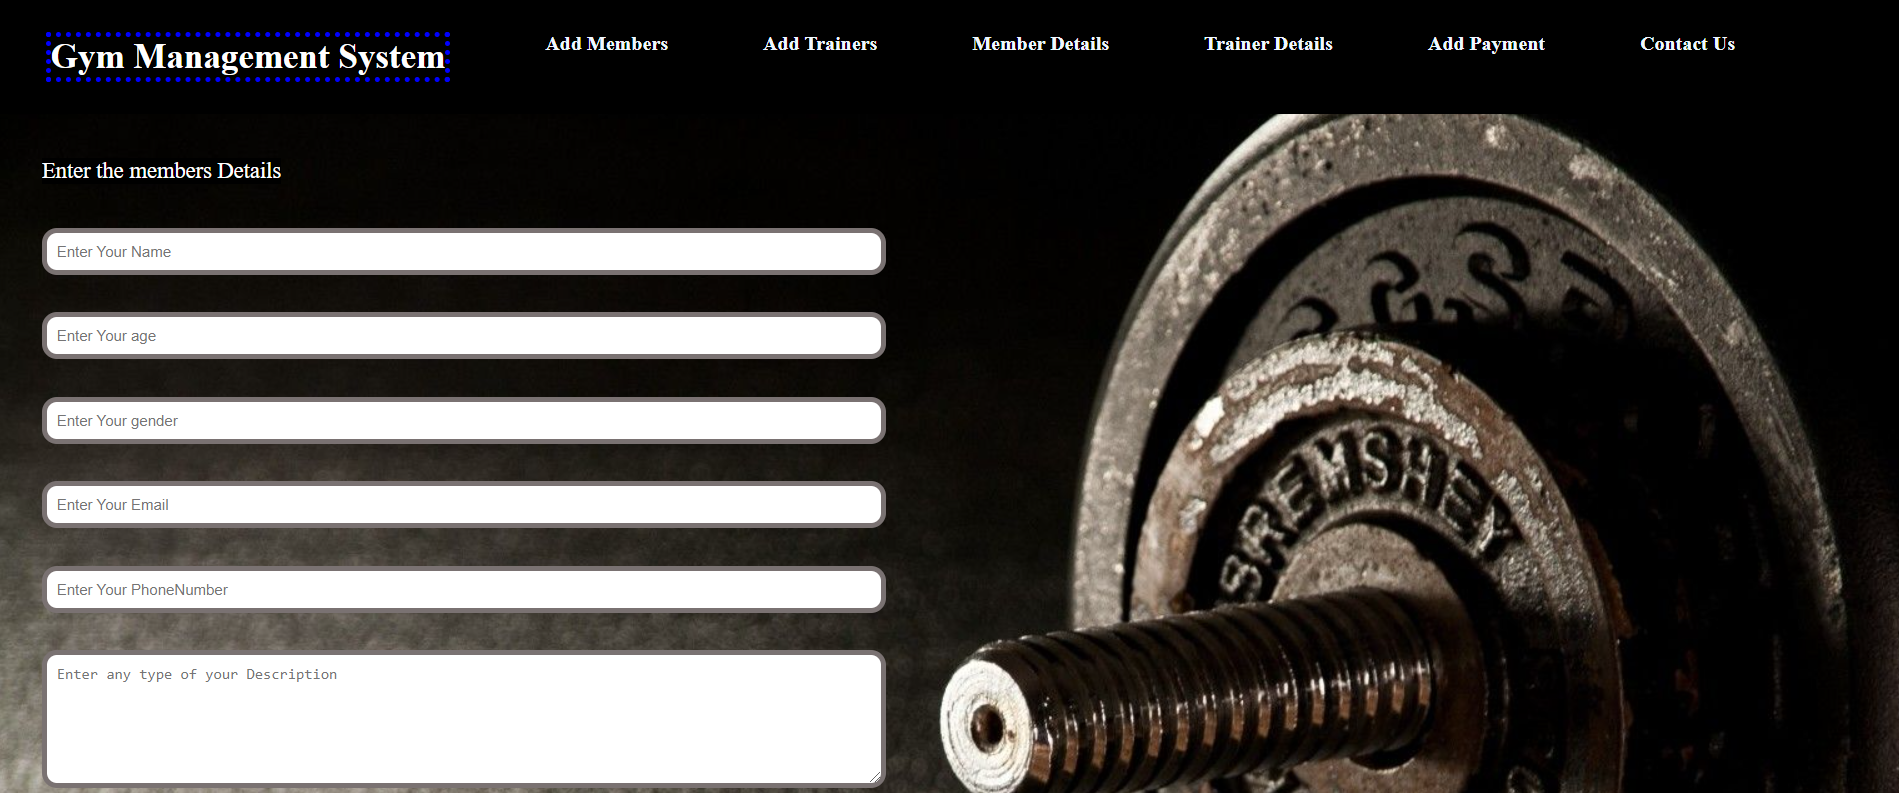 Gym Management System
Add Members
Add Trainers
Member Details
Trainer Details
Add Payment
Contact Us
Enter the members Details
Enter Your Name
Enter Your age
Enter Your gender
Enter Your Email
Enter Your PhoneNumber
Enter any type of your Description
BREMSHEY